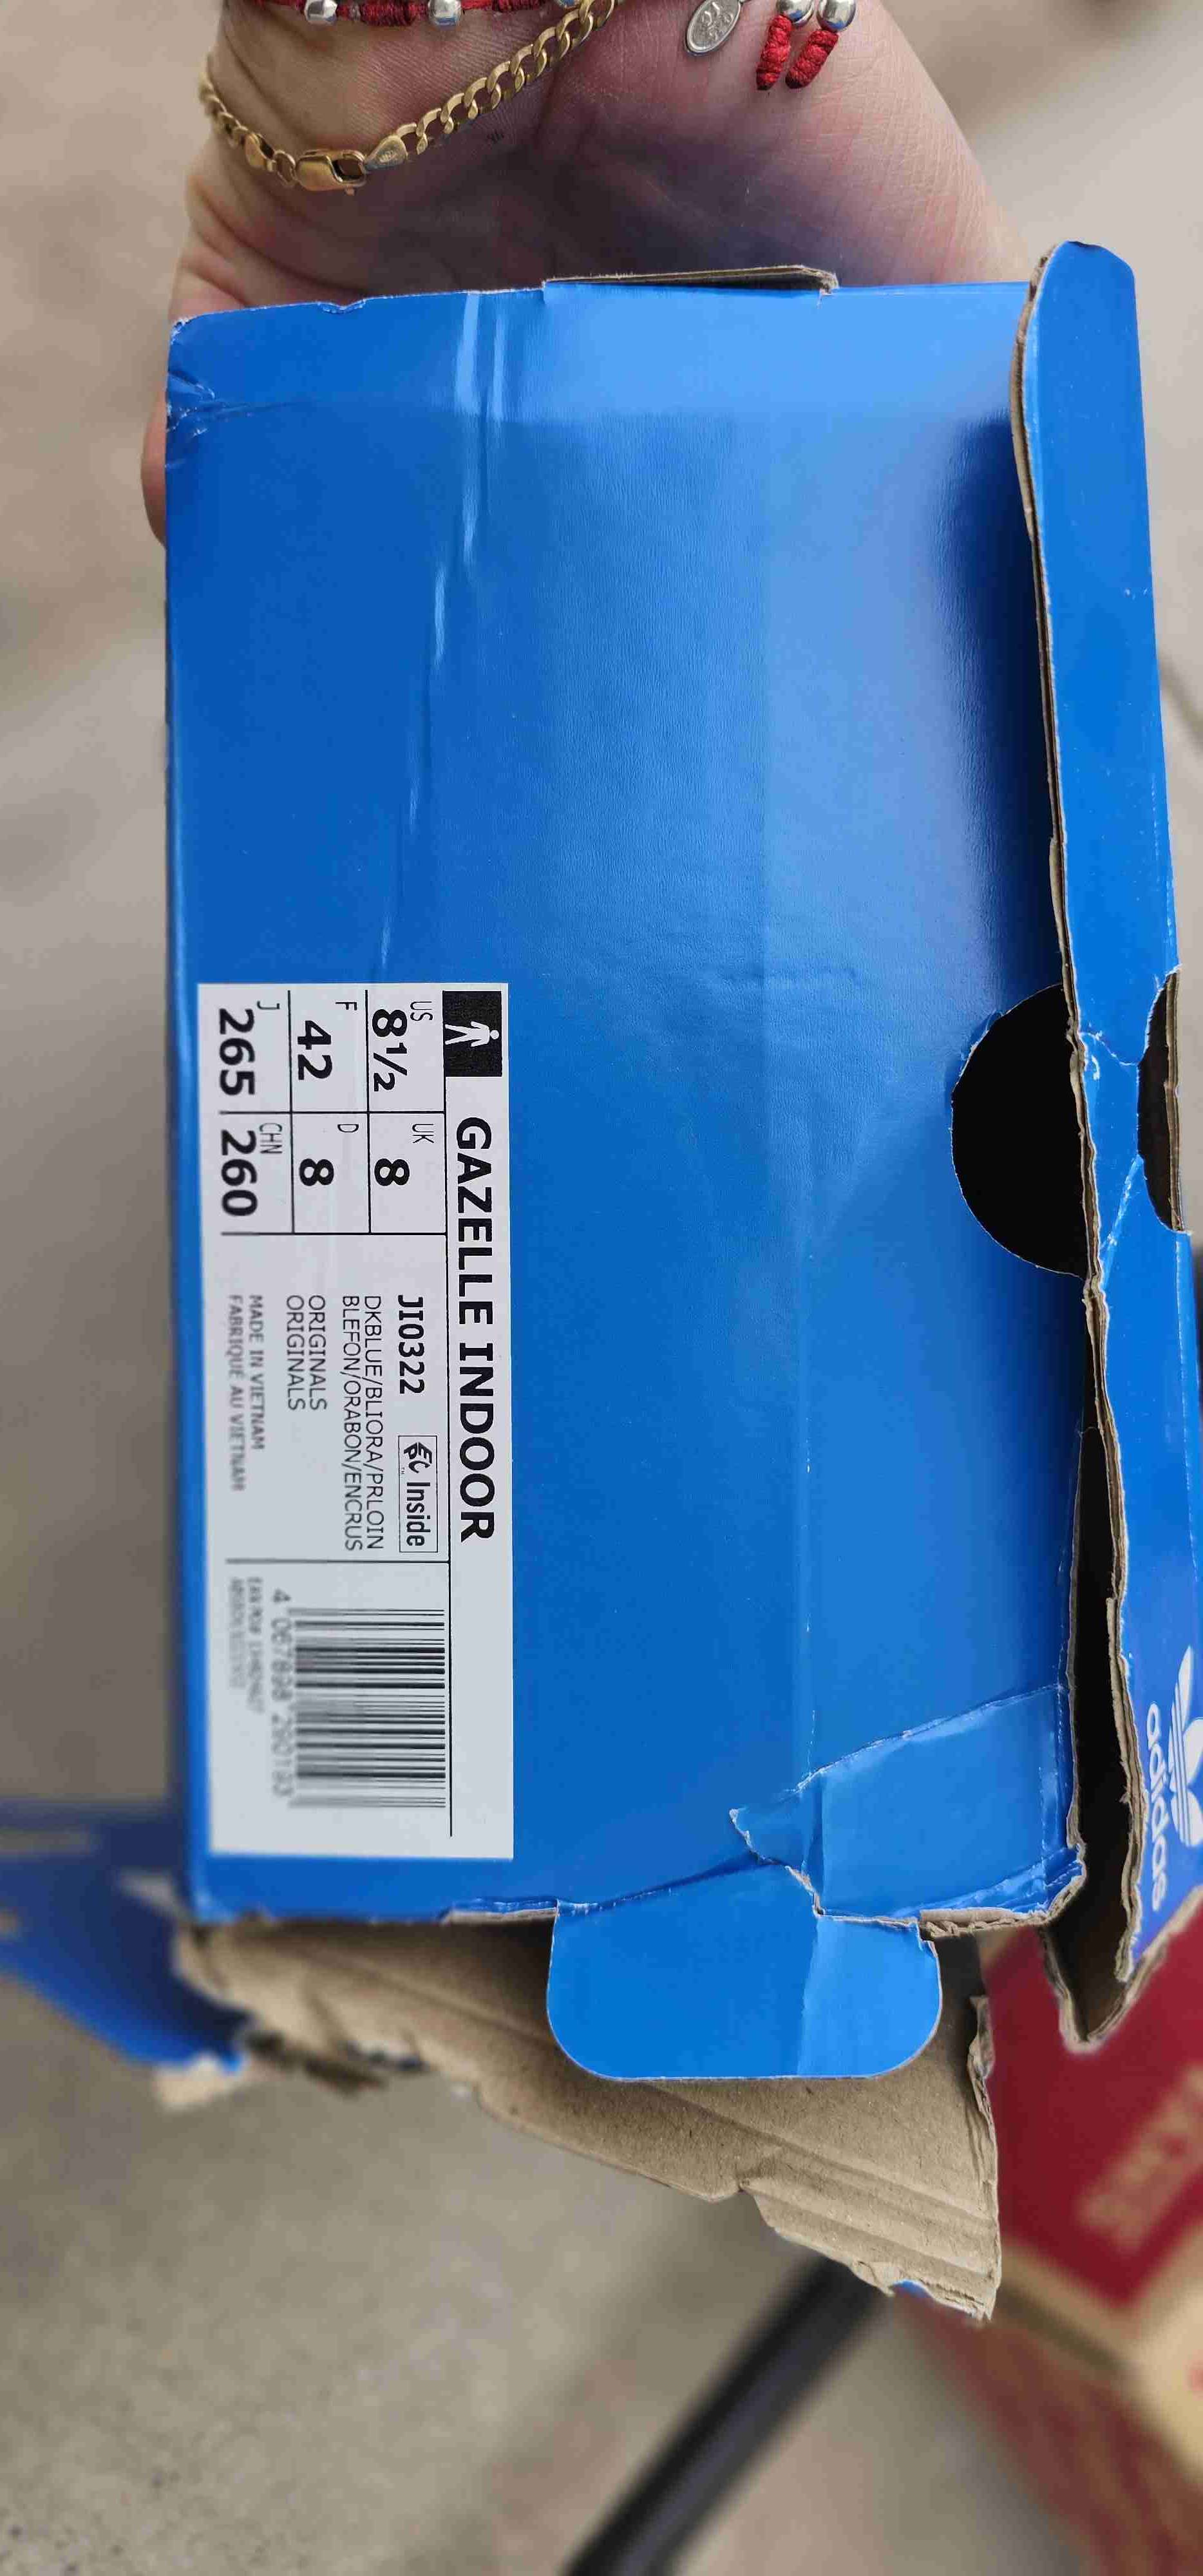 GAZELLE INDOOR
US 8½ UK 8
F 42 D 8
J 265 CHN 260
JI0322 Inside
DKBLUE/BLIORA/PRLOIN
BLEFON/ORABON/ENCRUS
ORIGINALS
ORIGINALS
MADE IN VIETNAM
FABRIQUÉ AU VIETNAM
adidas